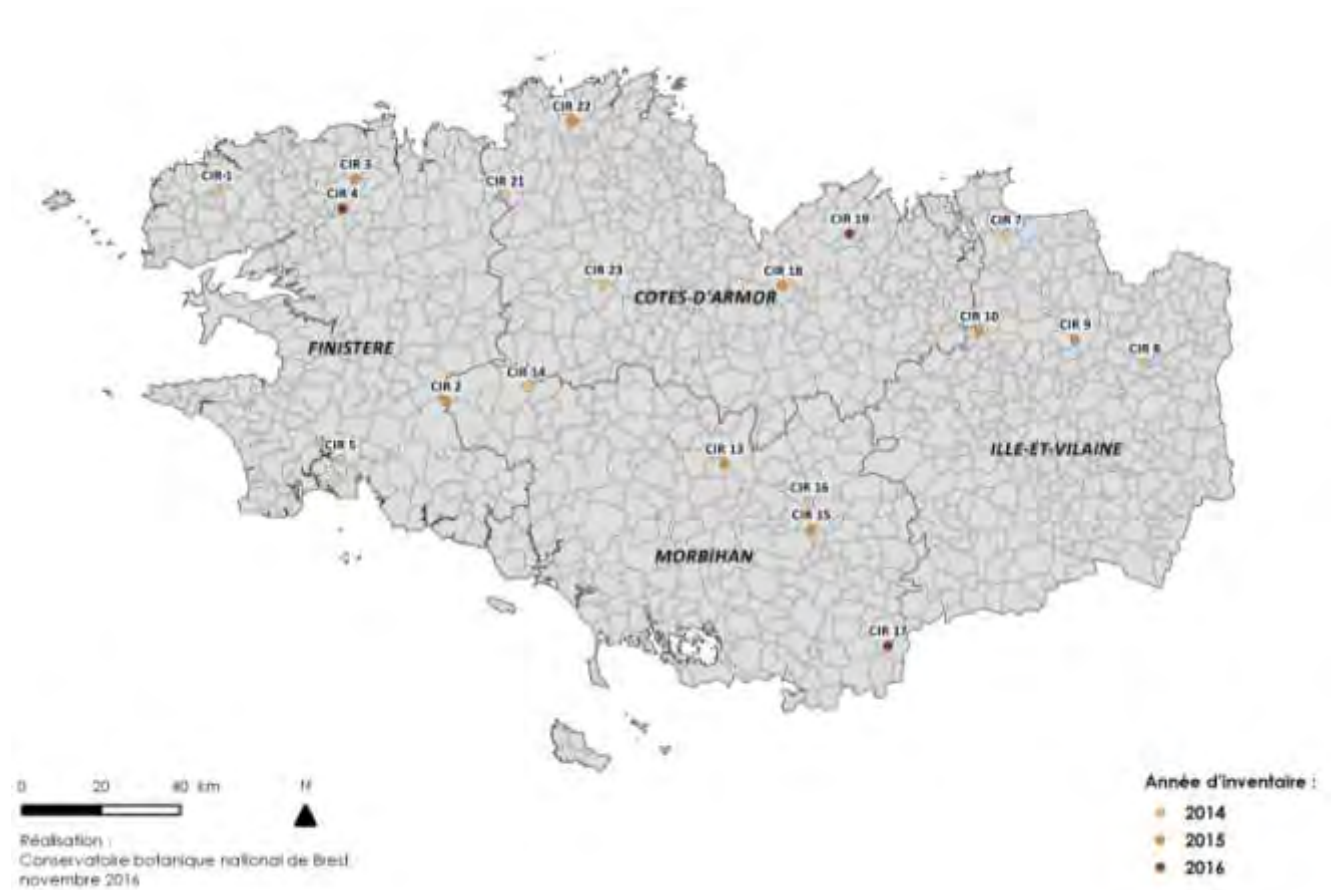 CIR 22
CIR 3
CIR 1
CIR 21
CIR 4
CIR 19
CIR 7
CIR 23
CIR 18
COTES-D'ARMOR
CIR 10
CIR 9
FINISTERE
CIR 8
CIR 14
CIR 2
CIR 5
CIR 13
ILLE-ET-VILAINE
CIR 16
CIR 15
MORBIHAN
CIR 17
0 20 40 km
N
Réalisation :
Conservatoire botanique national de Brest,
novembre 2016
Année d'inventaire :
2014
2015
2016